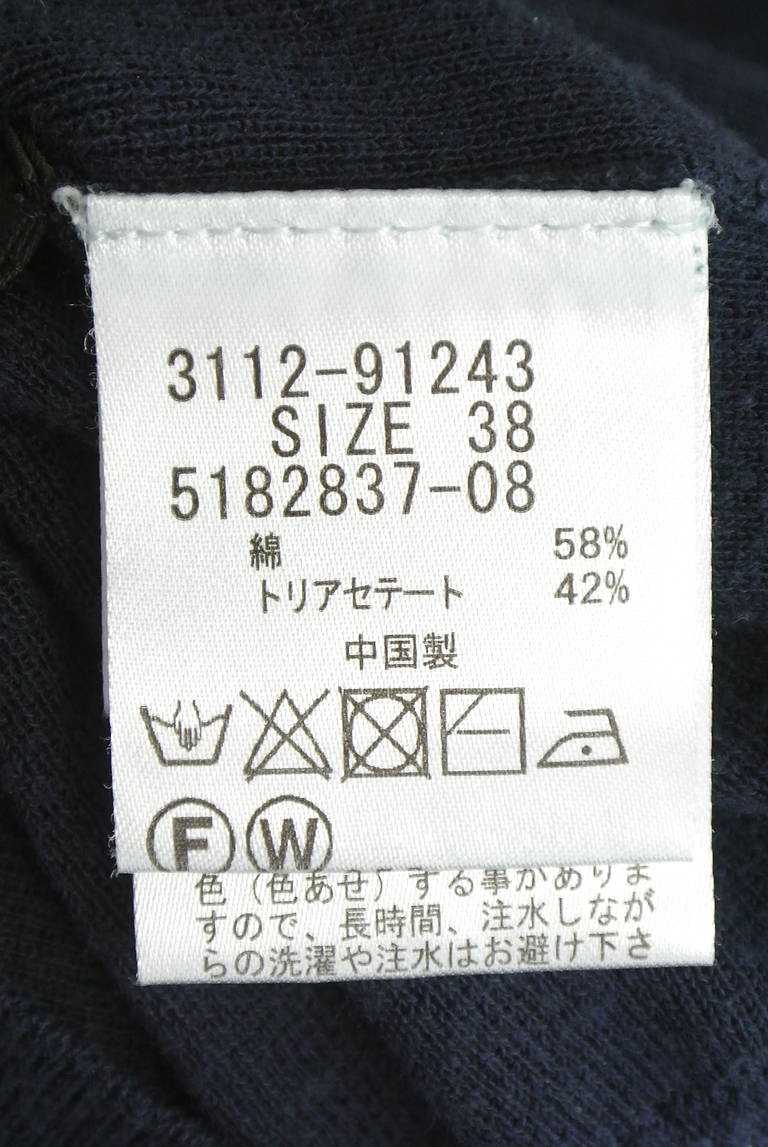 3112-91243
SIZE 38
5182837-08
綿 58%
トリアセテート 42%
中国製
F W
色（色あせ）する事がありま
すので、長時間、注水しなが
らの洗濯や注水はお避け下さ